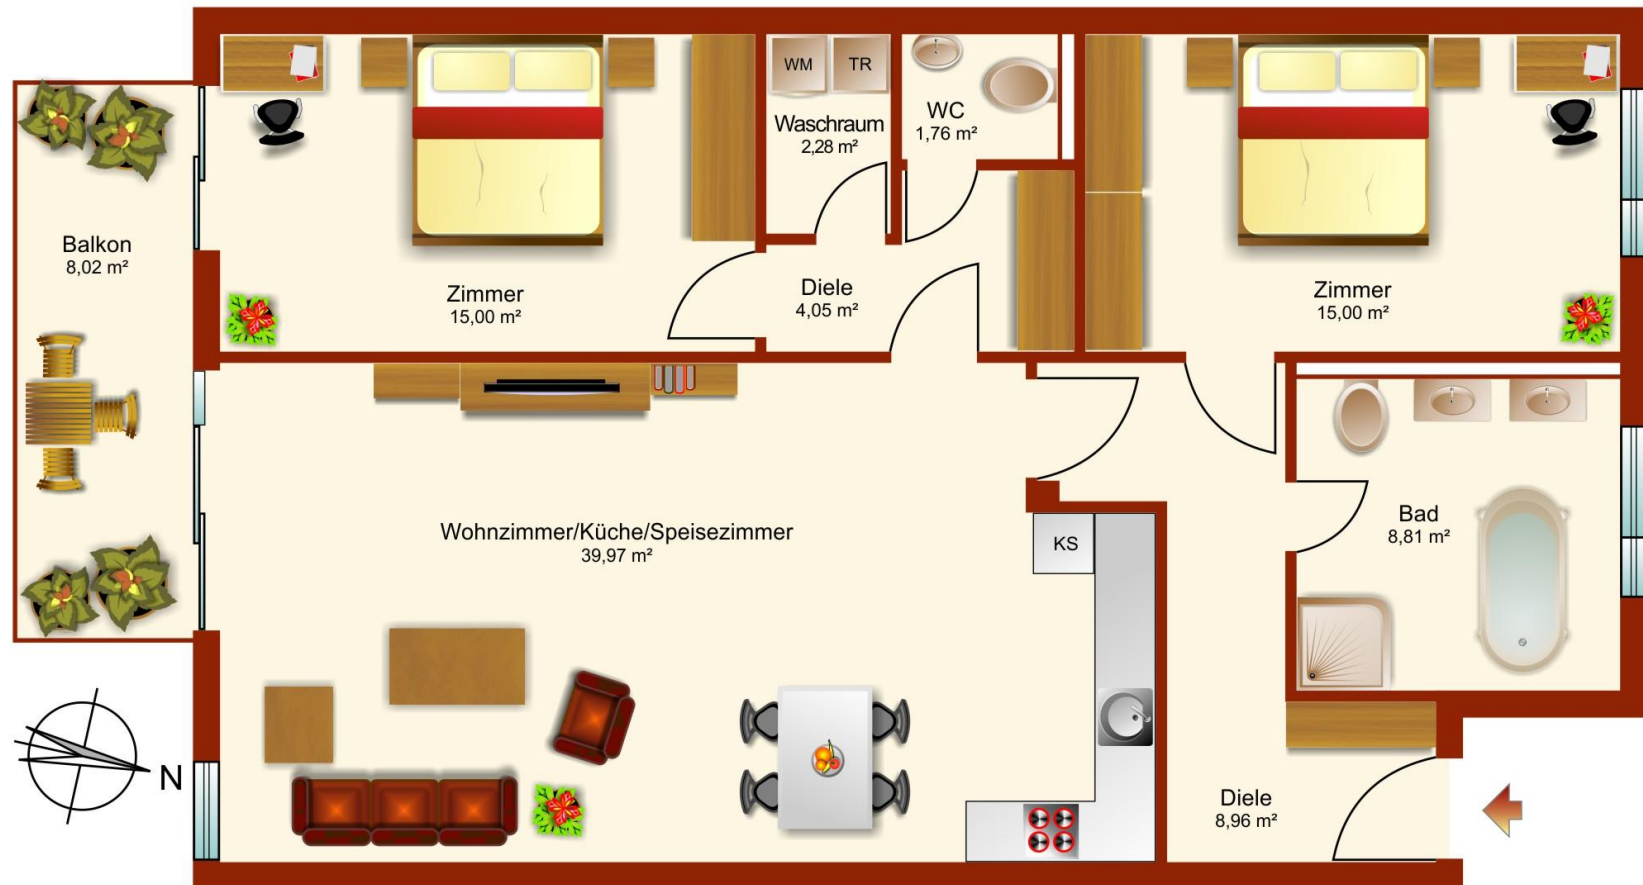 WM
TR
Waschraum
2,28 m²
WC
1,76 m²
Balkon
8,02 m²
Zimmer
15,00 m²
Diele
4,05 m²
Zimmer
15,00 m²
Wohnzimmer/Küche/Speisezimmer
39,97 m²
KS
Bad
8,81 m²
N
Diele
8,96 m²